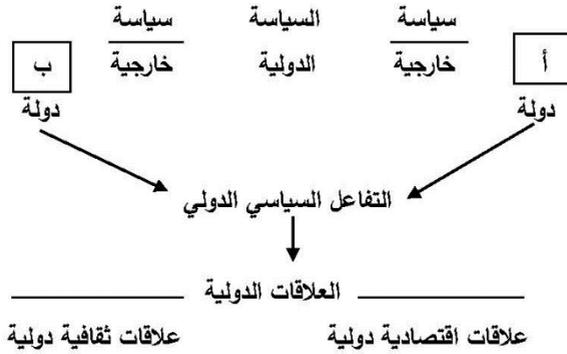 أ
دولة
سياسة
خارجية
السياسة
الدولية
سياسة
خارجية
ب
دولة
التفاعل السياسي الدولي
العلاقات الدولية
علاقات اقتصادية دولية
علاقات ثقافية دولية